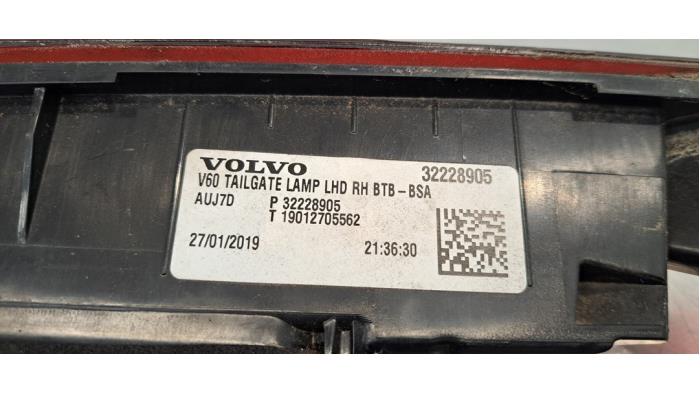 VOLVO 32228905
V60 TAILGATE LAMP LHD RH BTB-BSA
AUJ7D P 32228905
T 19012705562
27/01/2019 21:36:30